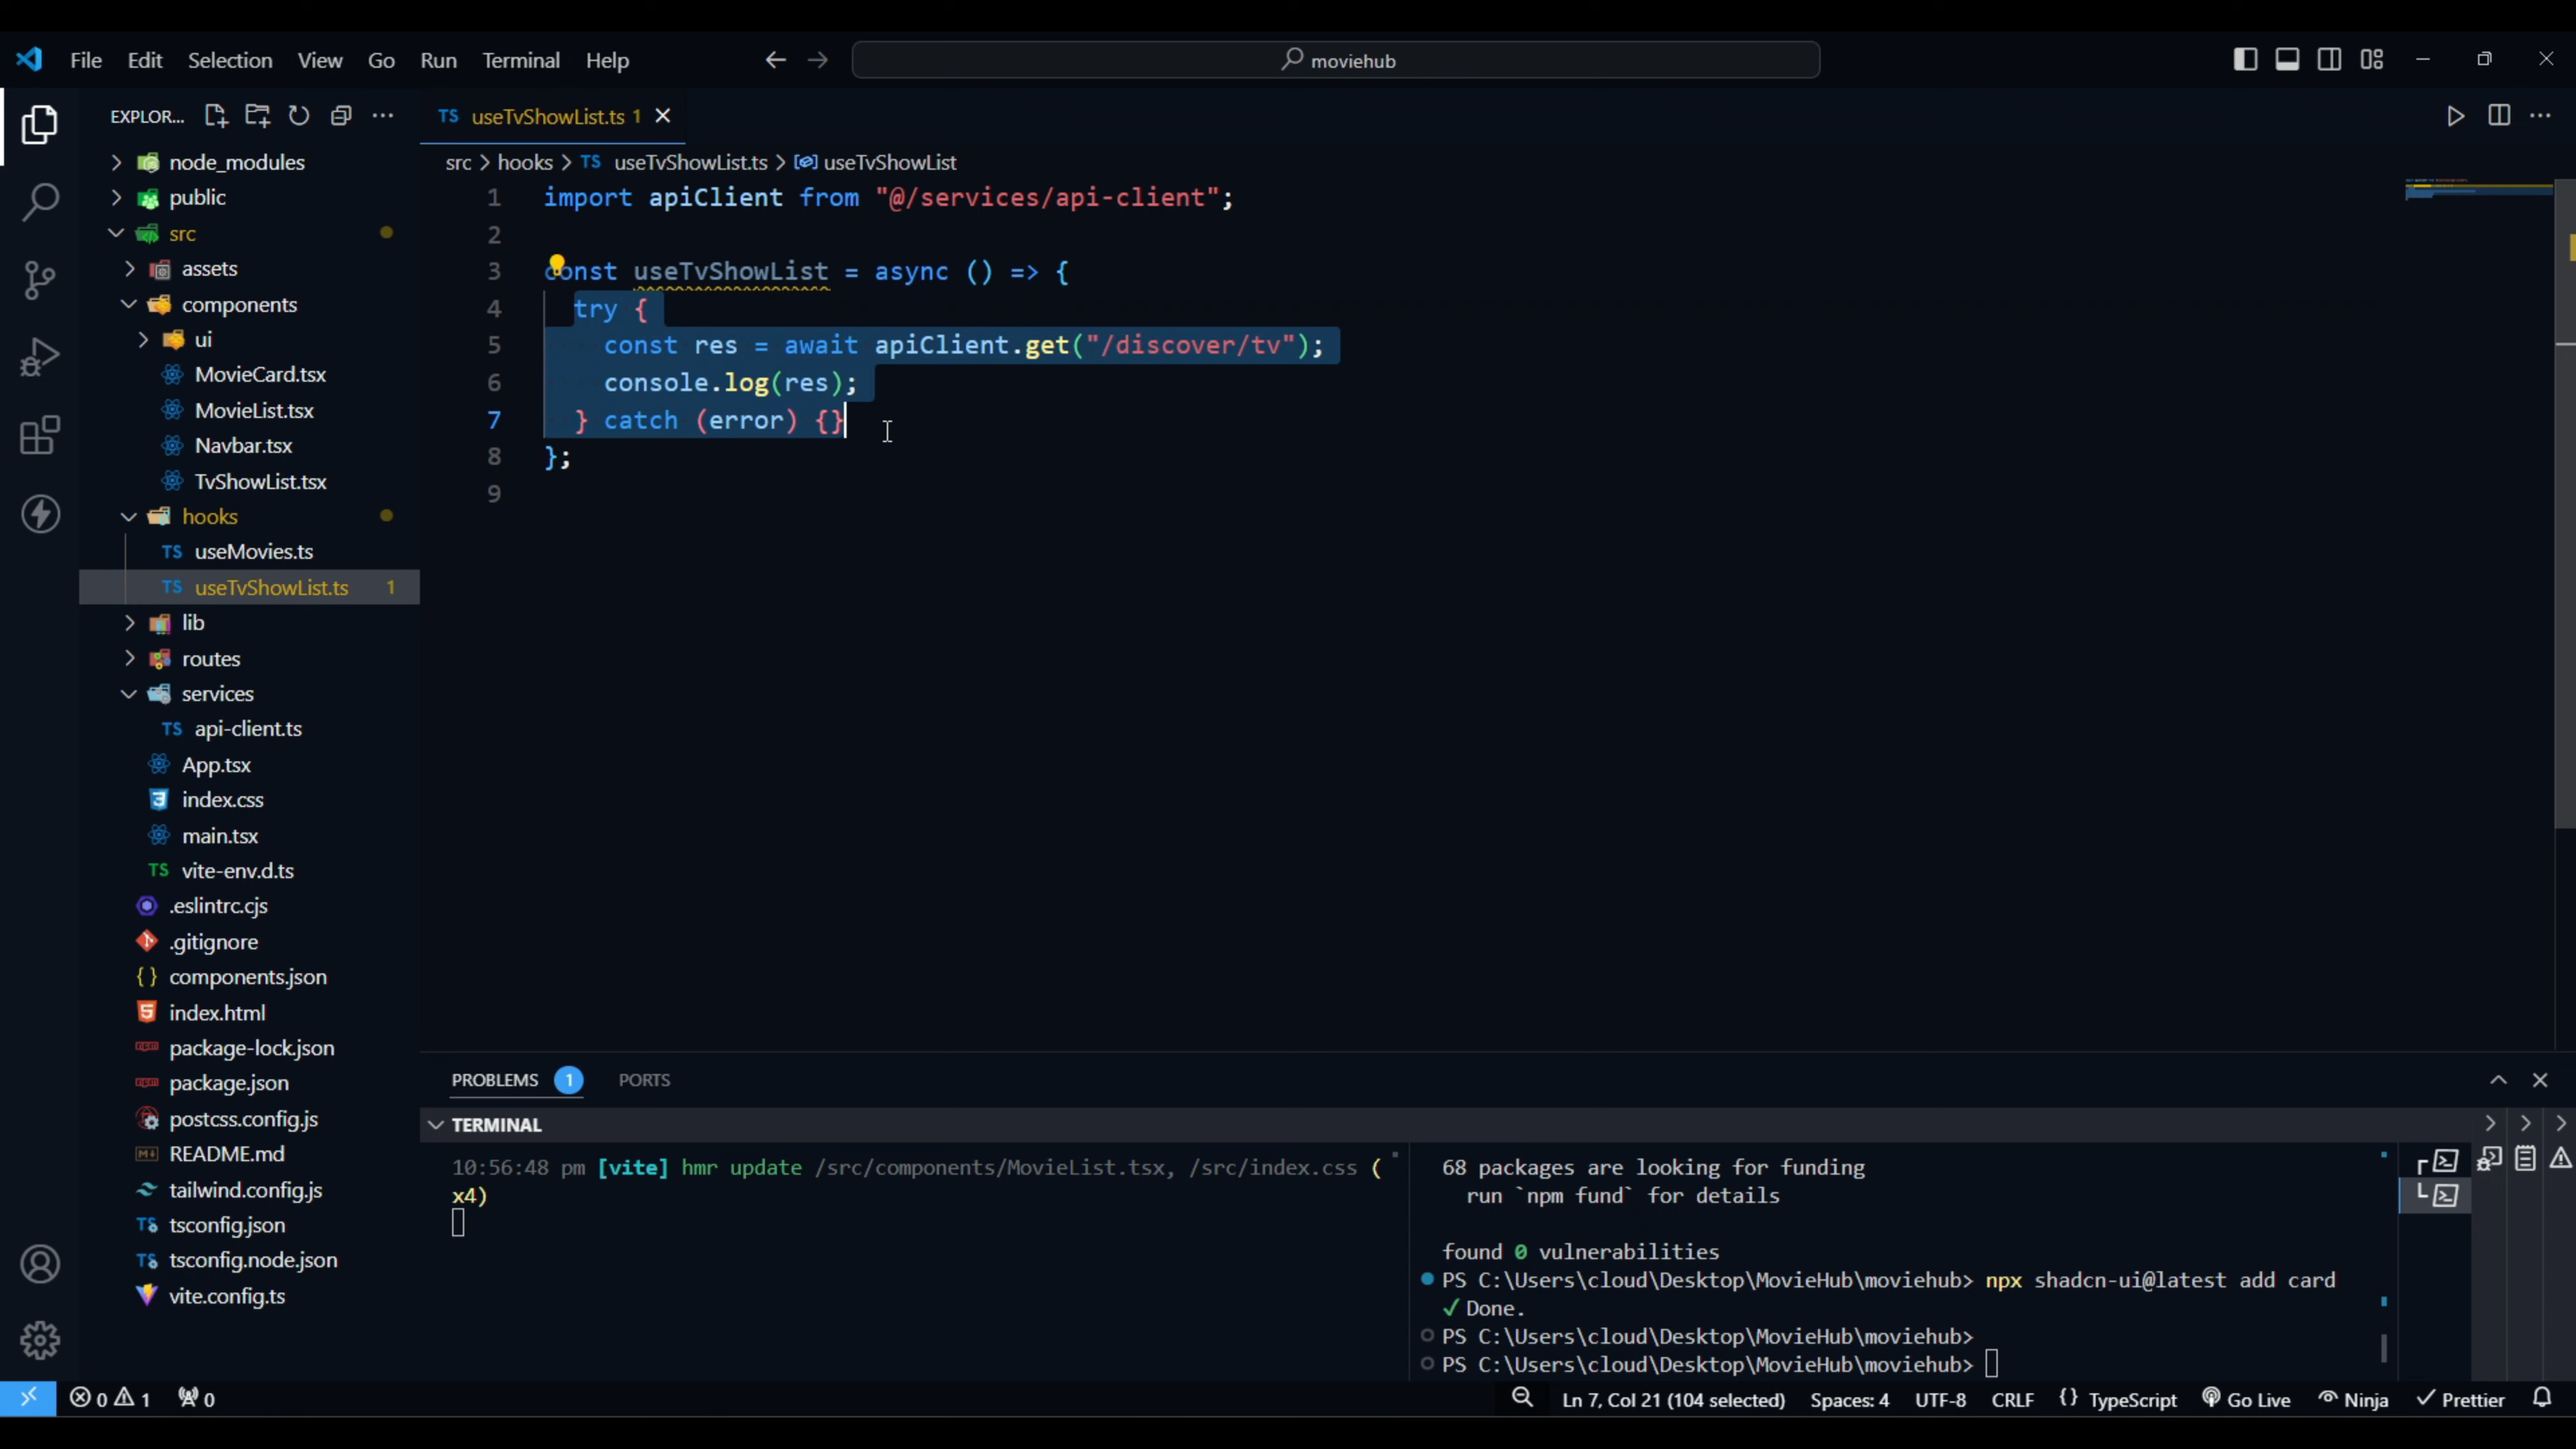 File Edit Selection View Go Run Terminal Help
moviehub
EXPLOR...
node_modules
public
src
assets
components
ui
MovieCard.tsx
MovieList.tsx
Navbar.tsx
TvShowList.tsx
hooks
TS useMovies.ts
TS useTvShowList.ts 1
lib
routes
services
TS api-client.ts
App.tsx
index.css
main.tsx
TS vite-env.d.ts
.eslintrc.cjs
.gitignore
{ } components.json
index.html
package-lock.json
package.json
postcss.config.js
README.md
tailwind.config.js
tsconfig.json
tsconfig.node.json
vite.config.ts
TS useTvShowList.ts 1
src > hooks > TS useTvShowList.ts > useTvShowList
1 import apiClient from "@/services/api-client";
2
3 const useTvShowList = async () => {
4 try {
5 const res = await apiClient.get("/discover/tv");
6 console.log(res);
7 } catch (error) {}
8 };
9
PROBLEMS 1 PORTS
TERMINAL
10:56:48 pm [vite] hmr update /src/components/MovieList.tsx, /src/index.css (
x4)
68 packages are looking for funding
run `npm fund` for details
found 0 vulnerabilities
PS C:\Users\cloud\Desktop\MovieHub\moviehub> npx shadcn-ui@latest add card
✓ Done.
PS C:\Users\cloud\Desktop\MovieHub\moviehub>
PS C:\Users\cloud\Desktop\MovieHub\moviehub>
0 1 0 Ln 7, Col 21 (104 selected) Spaces: 4 UTF-8 CRLF { } TypeScript Go Live Ninja ✓ Prettier